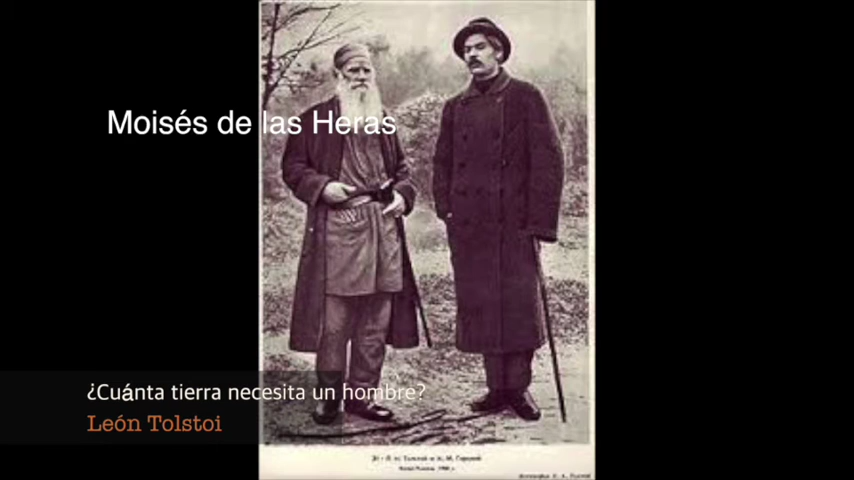 Moisés de las Heras
¿Cuánta tierra necesita un hombre?
León Tolstoi